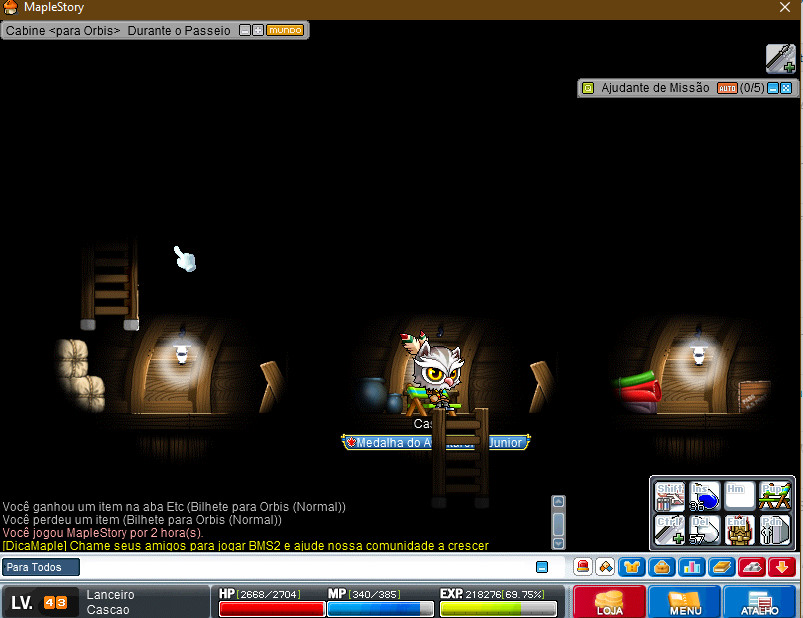 MapleStory
Cabine <para Orbis> Durante o Passeio
MUNDO
Ajudante de Missão AUTO (0/5)
Medalha do Junior
Shift Ins Hm Pup
36
Ctrl Del End Pdn
57
Você ganhou um item na aba Etc (Bilhete para Orbis (Normal))
Você perdeu um item (Bilhete para Orbis (Normal))
Você jogou MapleStory por 2 hora(s).
[DicaMaple] Chame seus amigos para jogar BMS2 e ajude nossa comunidade a crescer
Para Todos
LV. 43
Lanceiro
Cascao
HP[2668/2704] MP[340/385] EXP. 218276[69.75%]
LOJA MENU ATALHO